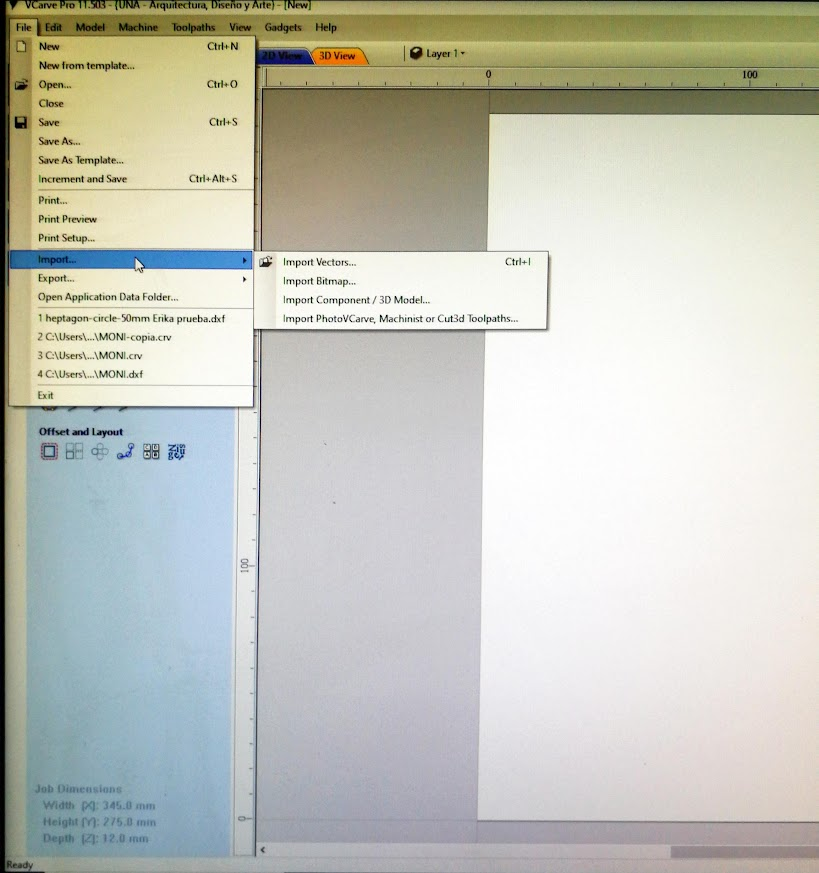 VCarve Pro 11.503 - {UNA - Arquitectura, Diseño y Arte} - [New]
File Edit Model Machine Toolpaths View Gadgets Help
New Ctrl+N
New from template...
Open... Ctrl+O
Close
Save Ctrl+S
Save As...
Save As Template...
Increment and Save Ctrl+Alt+S
Print...
Print Preview
Print Setup...
Import...
Export...
Open Application Data Folder...
1 heptagon-circle-50mm Erika prueba.dxf
2 C:\Users\...\MONI-copia.crv
3 C:\Users\...\MONI.crv
4 C:\Users\...\MONI.dxf
Exit
Import Vectors... Ctrl+I
Import Bitmap...
Import Component / 3D Model...
Import PhotoVCarve, Machinist or Cut3d Toolpaths...
2D View 3D View Layer 1
0 100
100
0
Offset and Layout
Job Dimensions
Width [X]: 345.0 mm
Height [Y]: 275.0 mm
Depth [Z]: 12.0 mm
Ready